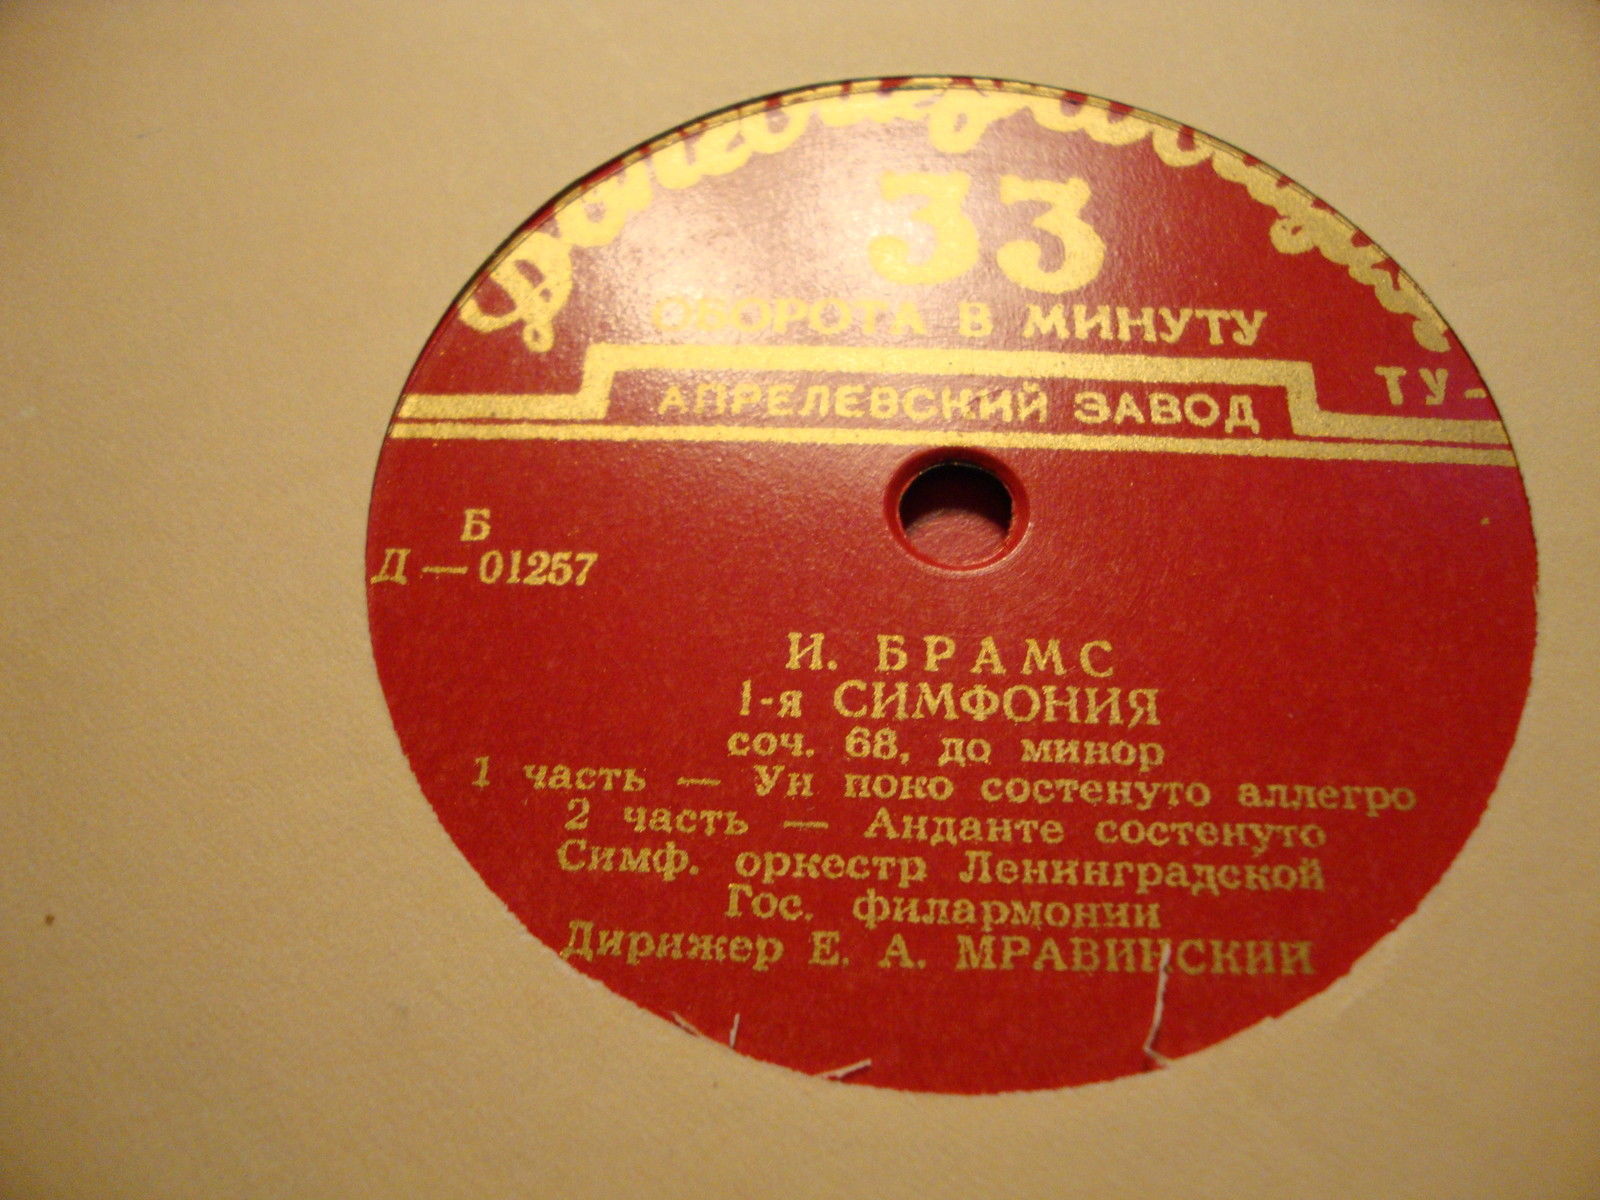 Долгоиграющая
33
ОБОРОТА В МИНУТУ
АПРЕЛЕВСКИЙ ЗАВОД
ТУ-
Б
Д — 01257
И. БРАМС
1-я СИМФОНИЯ
соч. 68, до минор
1 часть — Ун поко состенуто аллегро
2 часть — Анданте состенуто
Симф. оркестр Ленинградской
Гос. филармонии
Дирижер Е. А. МРАВИНСКИЙ